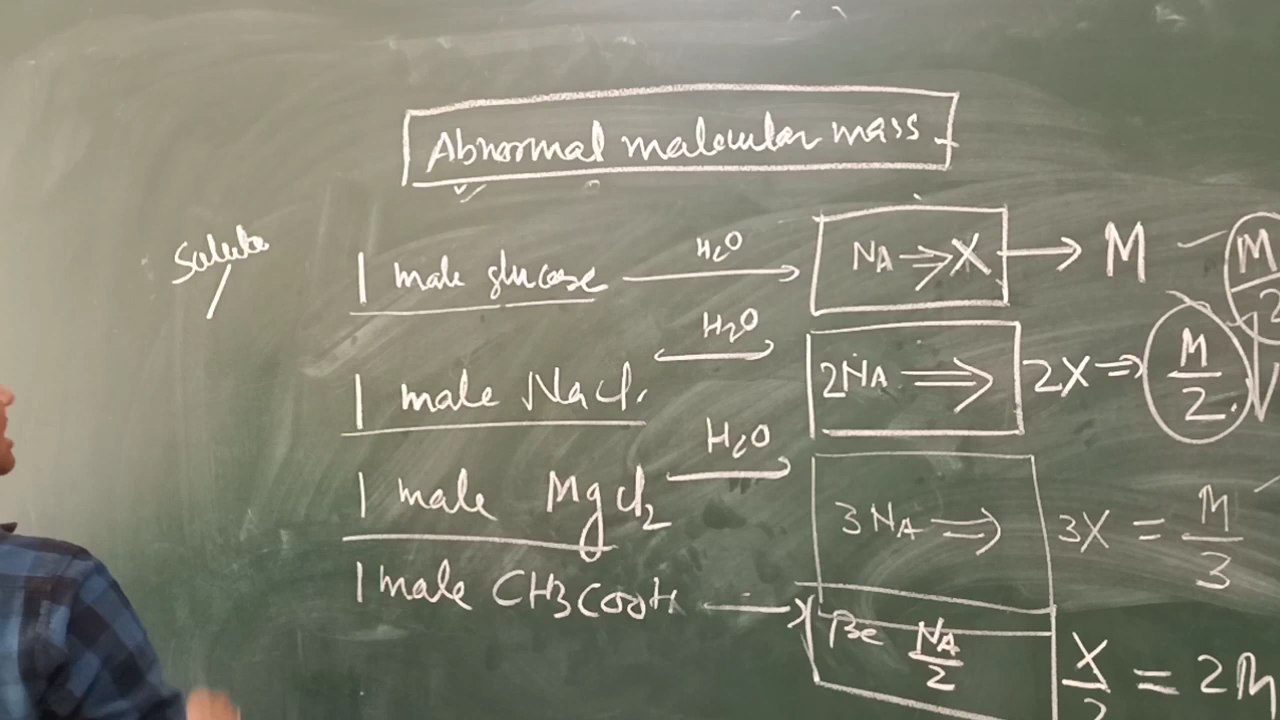 Abnormal molecular mass
Solute
1 mole glucose H2O NA ⇒ X → M M/2
1 mole NaCl. H2O 2NA ⇒ 2X ⇒ M/2
1 mole MgCl2 H2O 3NA ⇒ 3X = M/3
1 mole CH3COOH → Be NA/2 X/2 = 2M